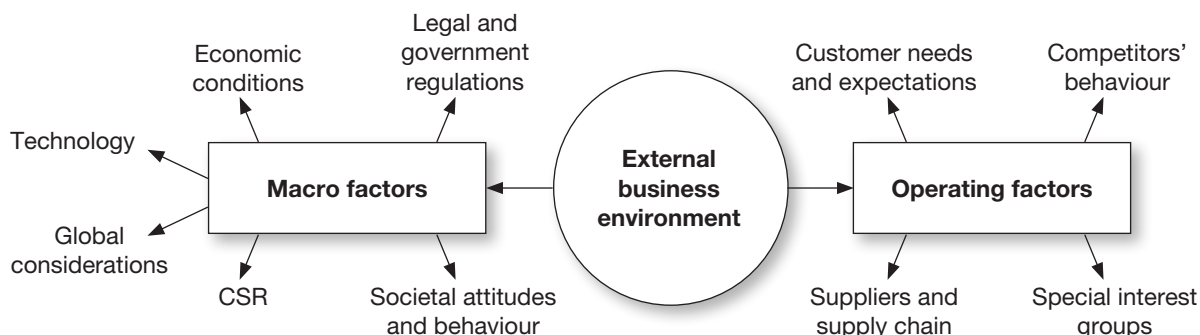 Economic
conditions
Legal and
government
regulations
Technology
Macro factors
Global
considerations
CSR
Societal attitudes
and behaviour
External
business
environment
Customer needs
and expectations
Competitors’
behaviour
Operating factors
Suppliers and
supply chain
Special interest
groups